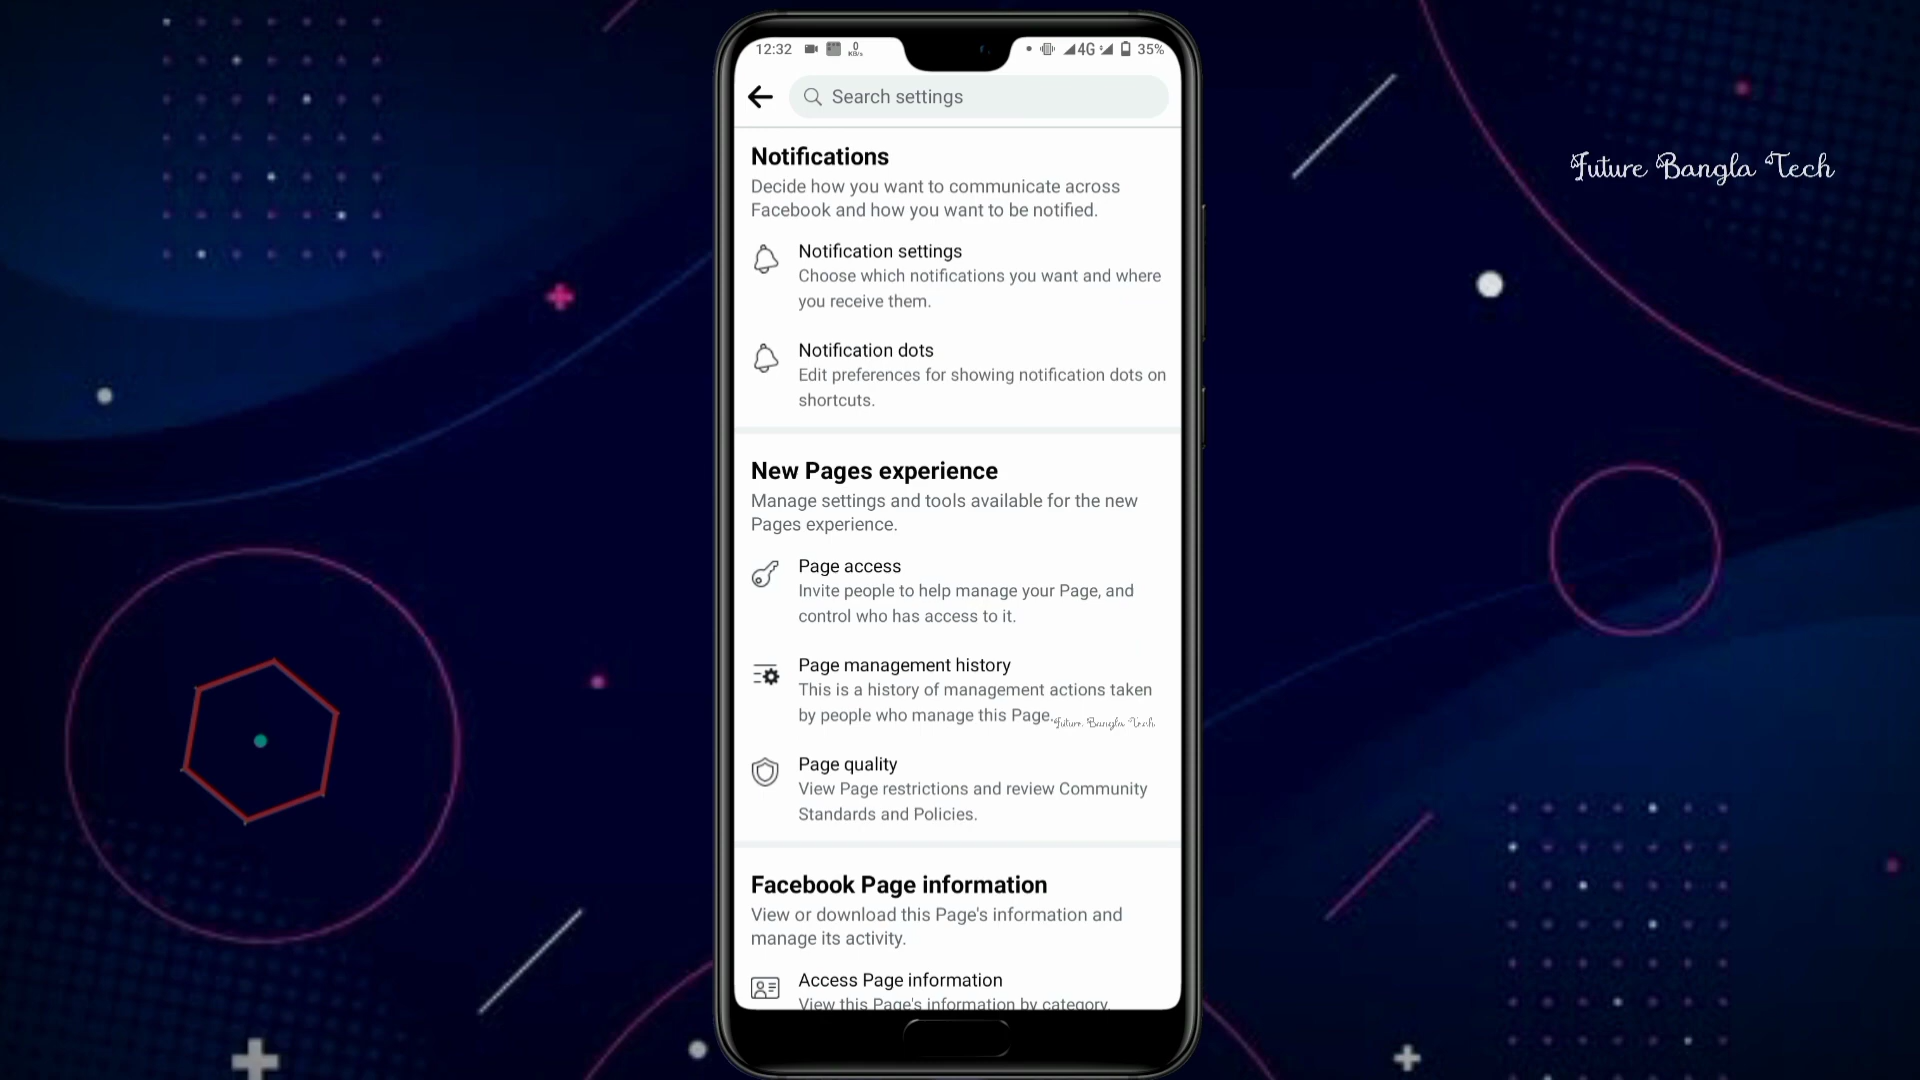 12:32 0 KB/s 4G 35%
Search settings
Future Bangla Tech
Notifications
Decide how you want to communicate across
Facebook and how you want to be notified.
Notification settings
Choose which notifications you want and where
you receive them.
Notification dots
Edit preferences for showing notification dots on
shortcuts.
New Pages experience
Manage settings and tools available for the new
Pages experience.
Page access
Invite people to help manage your Page, and
control who has access to it.
Page management history
This is a history of management actions taken
by people who manage this Page.
Future Bangla Tech
Page quality
View Page restrictions and review Community
Standards and Policies.
Facebook Page information
View or download this Page's information and
manage its activity.
Access Page information
View this Page's information by category.